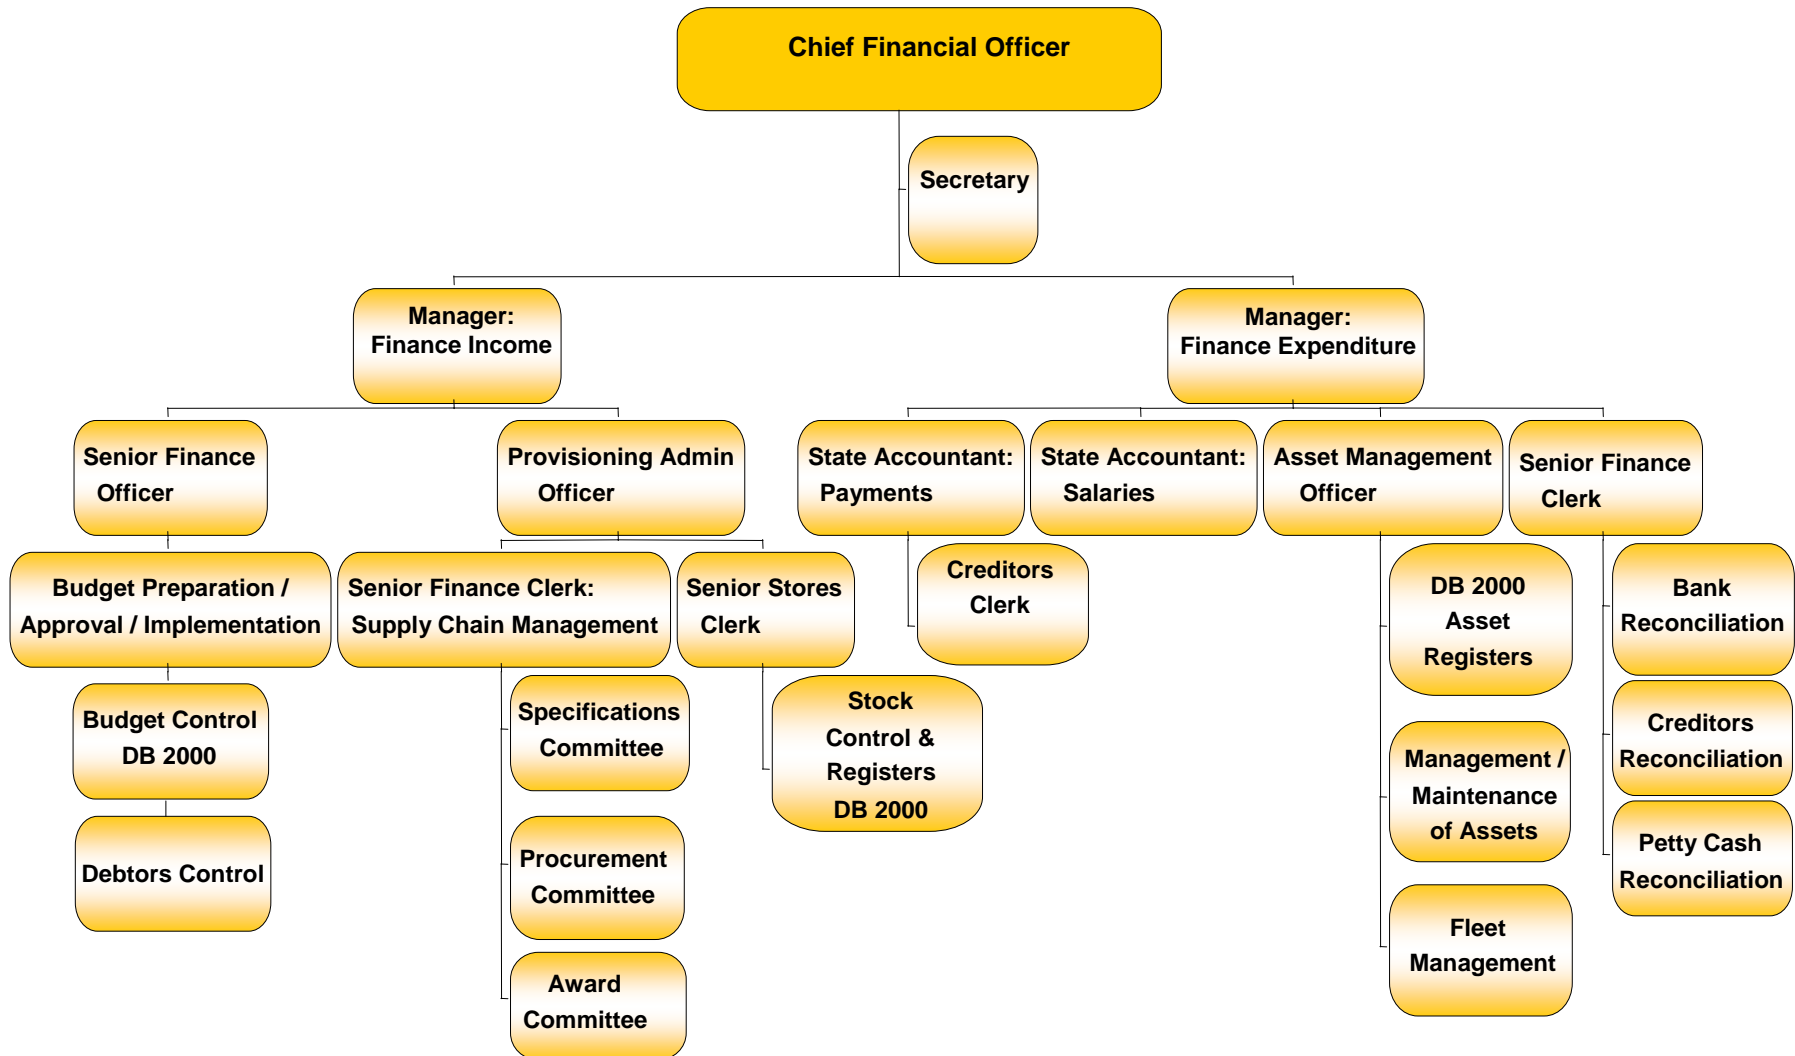 Chief Financial Officer
Secretary
Manager:
Finance Income
Manager:
Finance Expenditure
Senior Finance
Officer
Provisioning Admin
Officer
State Accountant:
Payments
State Accountant:
Salaries
Asset Management
Officer
Senior Finance
Clerk
Budget Preparation /
Approval / Implementation
Senior Finance Clerk:
Supply Chain Management
Senior Stores
Clerk
Creditors
Clerk
DB 2000
Asset
Registers
Bank
Reconciliation
Budget Control
DB 2000
Specifications
Committee
Stock
Control &
Registers
DB 2000
Management /
Maintenance
of Assets
Creditors
Reconciliation
Debtors Control
Procurement
Committee
Petty Cash
Reconciliation
Fleet
Management
Award
Committee